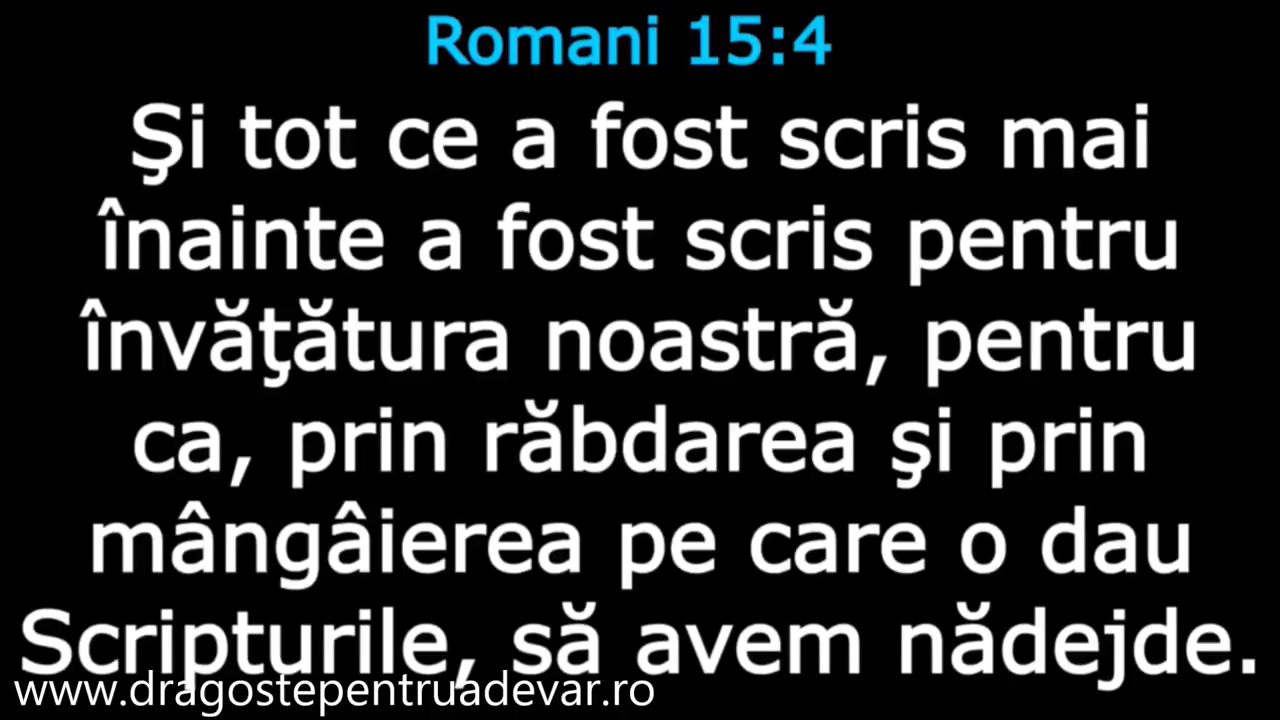 Romani 15:4
Şi tot ce a fost scris mai
înainte a fost scris pentru
învăţătura noastră, pentru
ca, prin răbdarea şi prin
mângâierea pe care o dau
Scripturile, să avem nădejde.
www.dragostepentruadevar.ro